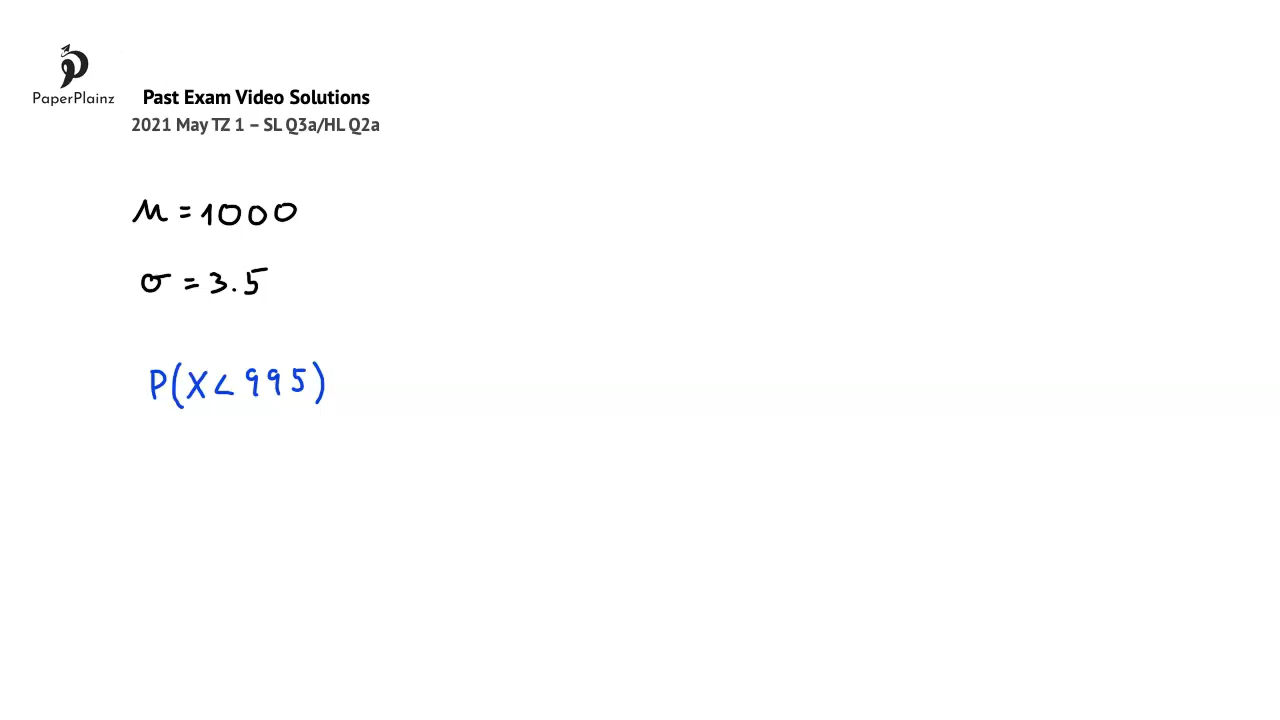 PaperPlainz
Past Exam Video Solutions
2021 May TZ 1 – SL Q3a/HL Q2a
μ = 1000
σ = 3.5
P(X < 995)